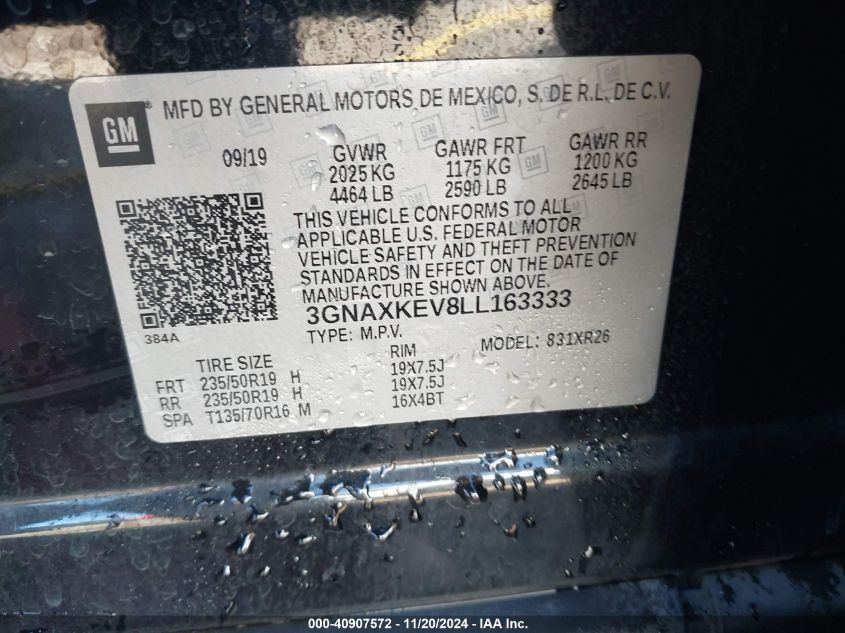 GM
® MFD BY GENERAL MOTORS DE MEXICO, S. DE R.L. DE C.V.
09/19 GVWR GAWR FRT GAWR RR
2025 KG 1175 KG 1200 KG
4464 LB 2590 LB 2645 LB
THIS VEHICLE CONFORMS TO ALL
APPLICABLE U.S. FEDERAL MOTOR
VEHICLE SAFETY AND THEFT PREVENTION
STANDARDS IN EFFECT ON THE DATE OF
MANUFACTURE SHOWN ABOVE.
3GNAXKEV8LL163333
384A
TYPE: M.P.V. MODEL: 831XR26
TIRE SIZE RIM
FRT 235/50R19 H 19X7.5J
RR 235/50R19 H 19X7.5J
SPA T135/70R16 M 16X4BT
000-40907572 - 11/20/2024 - IAA Inc.